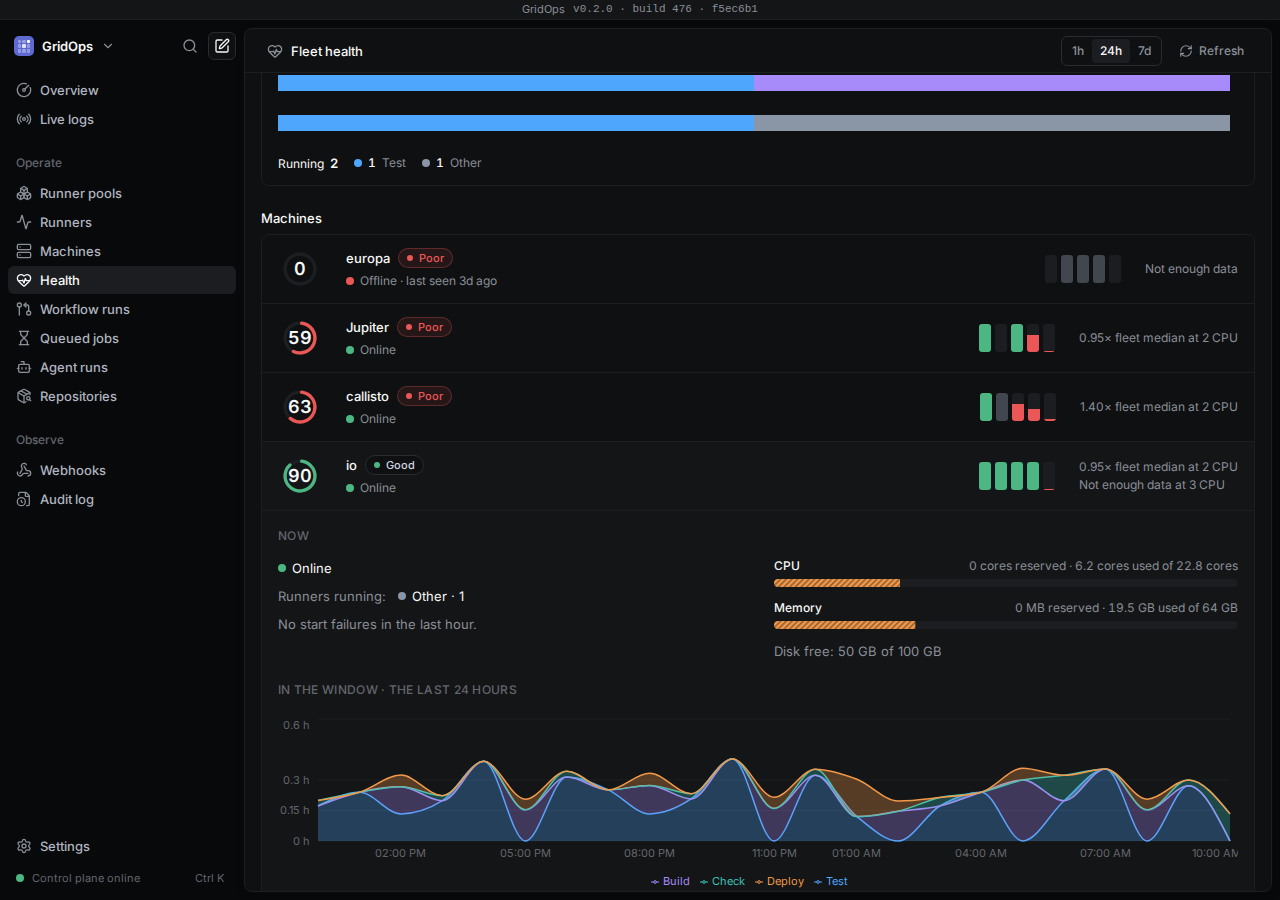 GridOps v0.2.0 · build 476 · f5ec6b1
GridOps
Overview
Live logs
Operate
Runner pools
Runners
Machines
Health
Workflow runs
Queued jobs
Agent runs
Repositories
Observe
Webhooks
Audit log
Settings
Control plane online Ctrl K
Fleet health
1h 24h 7d Refresh
Running 2 1 Test 1 Other
Machines
0 europa Poor
Offline · last seen 3d ago
Not enough data
59 Jupiter Poor
Online
0.95× fleet median at 2 CPU
63 callisto Poor
Online
1.40× fleet median at 2 CPU
90 io Good
Online
0.95× fleet median at 2 CPU
Not enough data at 3 CPU
NOW
Online
Runners running: Other · 1
No start failures in the last hour.
CPU 0 cores reserved · 6.2 cores used of 22.8 cores
Memory 0 MB reserved · 19.5 GB used of 64 GB
Disk free: 50 GB of 100 GB
IN THE WINDOW · THE LAST 24 HOURS
0.6 h
0.3 h
0.15 h
0 h
02:00 PM 05:00 PM 08:00 PM 11:00 PM 01:00 AM 04:00 AM 07:00 AM 10:00 AM
Build Check Deploy Test